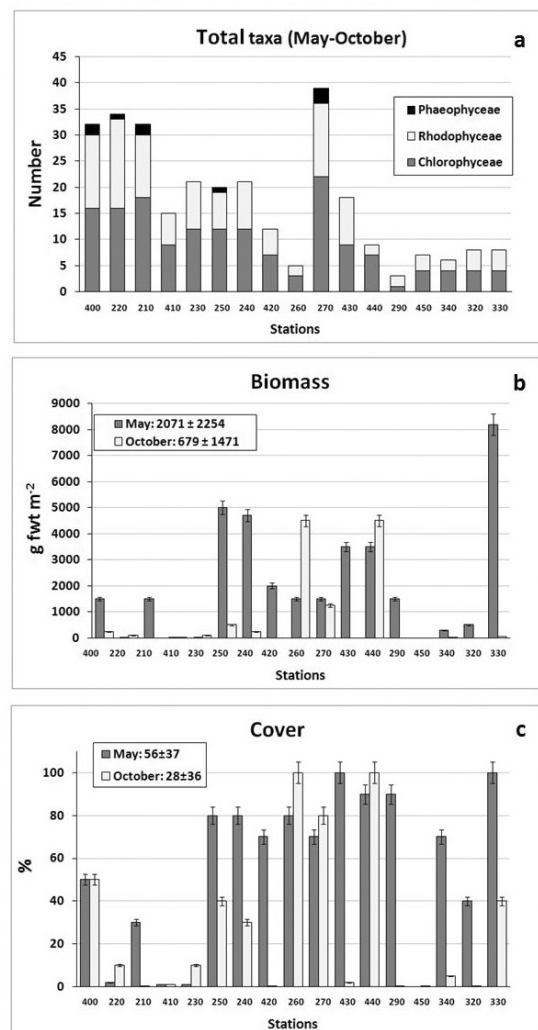 Total taxa (May-October)
a
45
40
35
30
25
20
15
10
5
0
Number
Phaeophyceae
Rhodophyceae
Chlorophyceae
400 220 210 410 230 250 240 420 260 270 430 440 290 450 340 320 330
Stations
Biomass
b
9000
8000
7000
6000
5000
4000
3000
2000
1000
0
g fwt m⁻²
May: 2071 ± 2254
October: 679 ± 1471
400 220 210 410 230 250 240 420 260 270 430 440 290 450 340 320 330
Stations
Cover
c
100
80
60
40
20
0
%
May: 56±37
October: 28±36
400 220 210 410 230 250 240 420 260 270 430 440 290 450 340 320 330
Stations